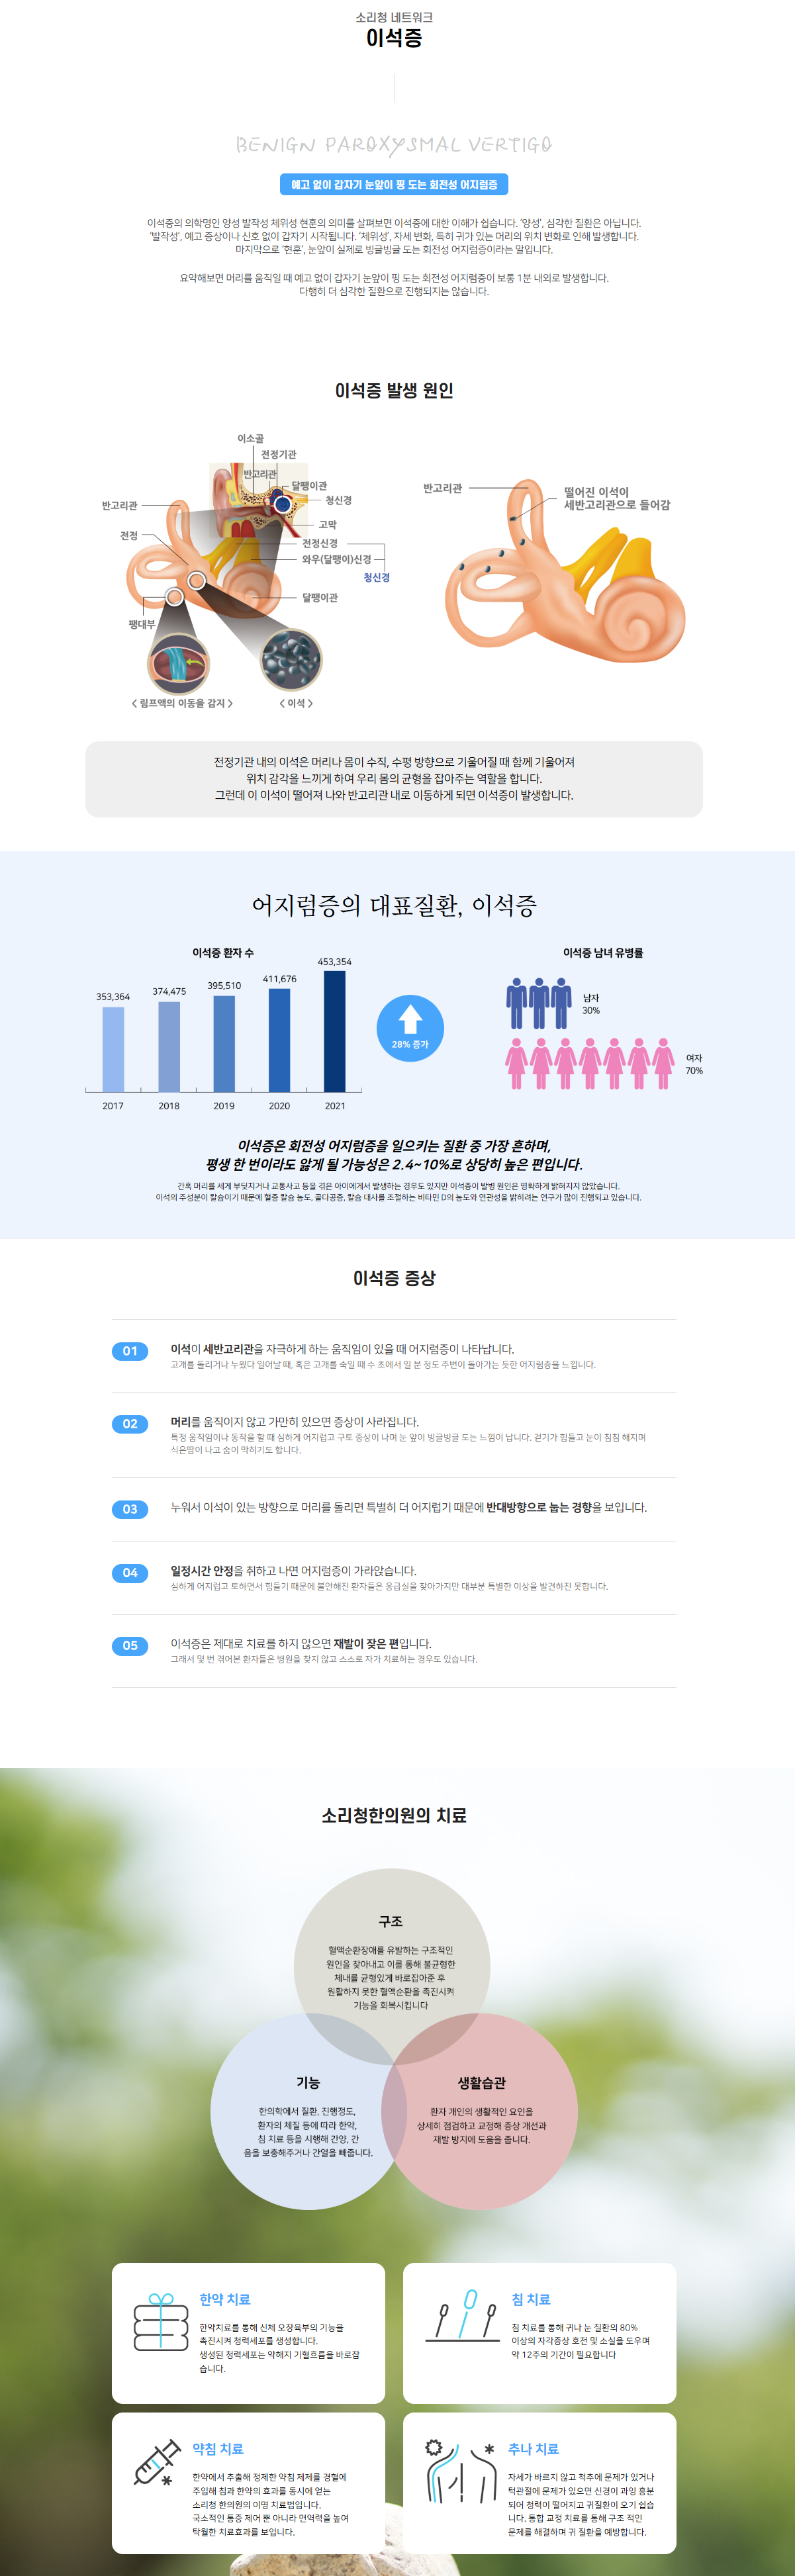 소리청 네트워크
이석증
BENIGN PAROXYSMAL VERTIGO
예고 없이 갑자기 눈앞이 핑 도는 회전성 어지럼증
이석증의 의학명인 양성 발작성 체위성 현훈의 의미를 살펴보면 이석증에 대한 이해가 쉽습니다. '양성', 심각한 질환은 아닙니다.
'발작성', 예고 증상이나 신호 없이 갑자기 시작됩니다. '체위성', 자세 변화, 특히 귀가 있는 머리의 위치 변화로 인해 발생합니다.
마지막으로 '현훈', 눈앞이 실제로 빙글빙글 도는 회전성 어지럼증이라는 말입니다.
요약해보면 머리를 움직일 때 예고 없이 갑자기 눈앞이 핑 도는 회전성 어지럼증이 보통 1분 내외로 발생합니다.
다행히 더 심각한 질환으로 진행되지는 않습니다.
이석증 발생 원인
이소골
전정기관
반고리관
달팽이관
청신경
고막
반고리관
전정
전정신경
와우(달팽이)신경
청신경
달팽이관
팽대부
< 림프액의 이동을 감지 >
< 이석 >
반고리관
떨어진 이석이
세반고리관으로 들어감
전정기관 내의 이석은 머리나 몸이 수직, 수평 방향으로 기울어질 때 함께 기울어져
위치 감각을 느끼게 하여 우리 몸의 균형을 잡아주는 역할을 합니다.
그런데 이 이석이 떨어져 나와 반고리관 내로 이동하게 되면 이석증이 발생합니다.
어지럼증의 대표질환, 이석증
이석증 환자 수
353,364
374,475
395,510
411,676
453,354
2017
2018
2019
2020
2021
28% 증가
이석증 남녀 유병률
남자
30%
여자
70%
이석증은 회전성 어지럼증을 일으키는 질환 중 가장 흔하며,
평생 한 번이라도 앓게 될 가능성은 2.4~10%로 상당히 높은 편입니다.
간혹 머리를 세게 부딪치거나 교통사고 등을 겪은 아이에게서 발생하는 경우도 있지만 이석증이 발병 원인은 명확하게 밝혀지지 않았습니다.
이석의 주성분이 칼슘이기 때문에 혈중 칼슘 농도, 골다공증, 칼슘 대사를 조절하는 비타민 D의 농도와 연관성을 밝히려는 연구가 많이 진행되고 있습니다.
이석증 증상
01
이석이 세반고리관을 자극하게 하는 움직임이 있을 때 어지럼증이 나타납니다.
고개를 돌리거나 누웠다 일어날 때, 혹은 고개를 숙일 때 수 초에서 일 분 정도 주변이 돌아가는 듯한 어지럼증을 느낍니다.
02
머리를 움직이지 않고 가만히 있으면 증상이 사라집니다.
특정 움직임이나 동작을 할 때 심하게 어지럽고 구토 증상이 나며 눈 앞이 빙글빙글 도는 느낌이 납니다. 걷기가 힘들고 눈이 침침 해지며
식은땀이 나고 숨이 막히기도 합니다.
03
누워서 이석이 있는 방향으로 머리를 돌리면 특별히 더 어지럽기 때문에 반대방향으로 눕는 경향을 보입니다.
04
일정시간 안정을 취하고 나면 어지럼증이 가라앉습니다.
심하게 어지럽고 토하면서 힘들기 때문에 불안해진 환자들은 응급실을 찾아가지만 대부분 특별한 이상을 발견하진 못합니다.
05
이석증은 제대로 치료를 하지 않으면 재발이 잦은 편입니다.
그래서 몇 번 겪어본 환자들은 병원을 찾지 않고 스스로 자가 치료하는 경우도 있습니다.
소리청한의원의 치료
구조
혈액순환장애를 유발하는 구조적인
원인을 찾아내고 이를 통해 불균형한
체내를 균형있게 바로잡아준 후
원활하지 못한 혈액순환을 촉진시켜
기능을 회복시킵니다
기능
한의학에서 질환, 진행정도,
환자의 체질 등에 따라 한약,
침 치료 등을 시행해 간양, 간
음을 보충해주거나 간열을 빼줍니다.
생활습관
환자 개인의 생활적인 요인을
상세히 점검하고 교정해 증상 개선과
재발 방지에 도움을 줍니다.
한약 치료
한약치료를 통해 신체 오장육부의 기능을
촉진시켜 청력세포를 생성합니다.
생성된 청력세포는 약해지 기혈흐름을 바로잡
습니다.
침 치료
침 치료를 통해 귀나 눈 질환의 80%
이상의 자각증상 호전 및 소실을 도우며
약 12주의 기간이 필요합니다
약침 치료
한약에서 추출해 정제한 약침 제제를 경혈에
주입해 침과 한약의 효과를 동시에 얻는
소리청 한의원의 이명 치료법입니다.
국소적인 통증 제어 뿐 아니라 면역력을 높여
탁월한 치료효과를 보입니다.
추나 치료
자세가 바르지 않고 척추에 문제가 있거나
턱관절에 문제가 있으면 신경이 과잉 흥분
되어 청력이 떨어지고 귀질환이 오기 쉽습
니다. 통합 교정 치료를 통해 구조 적인
문제를 해결하며 귀 질환을 예방합니다.